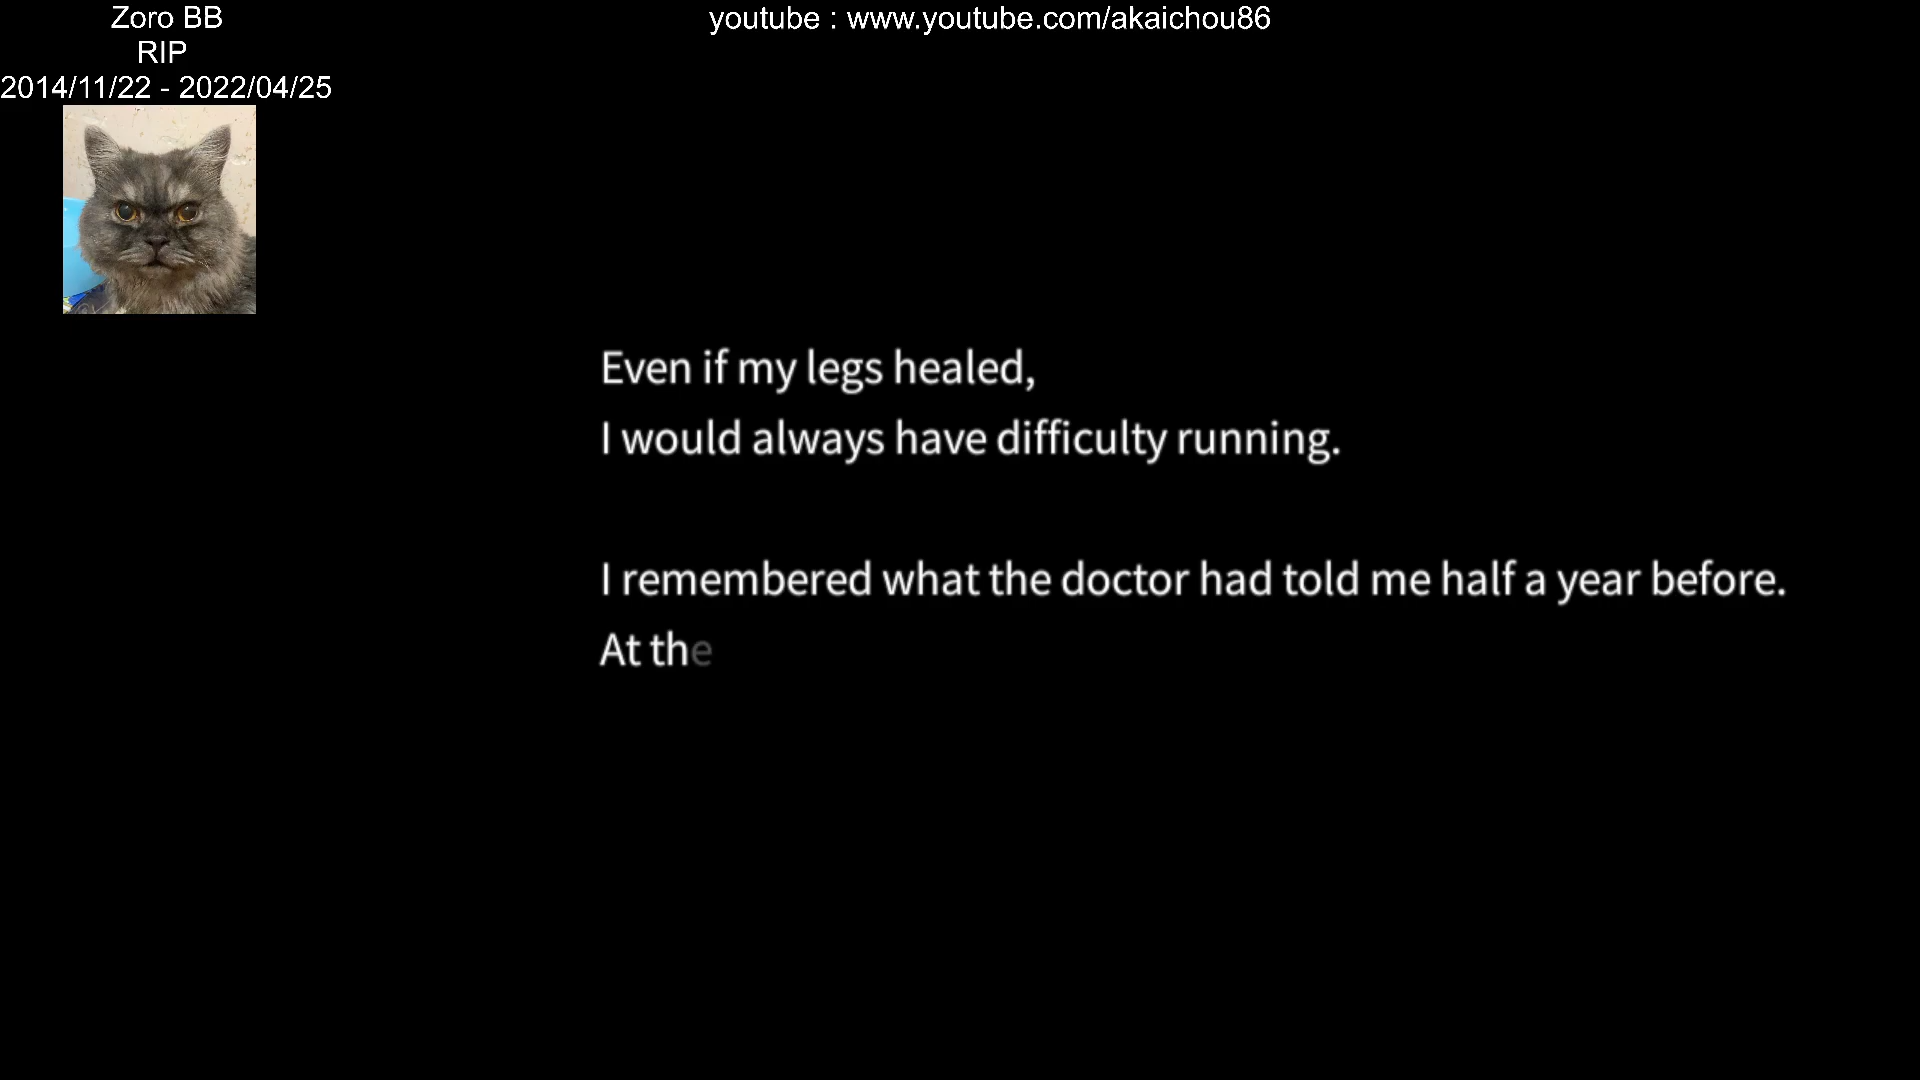 Zoro BB
RIP
2014/11/22 - 2022/04/25
youtube : www.youtube.com/akaichou86
Even if my legs healed,
I would always have difficulty running.
I remembered what the doctor had told me half a year before.
At the